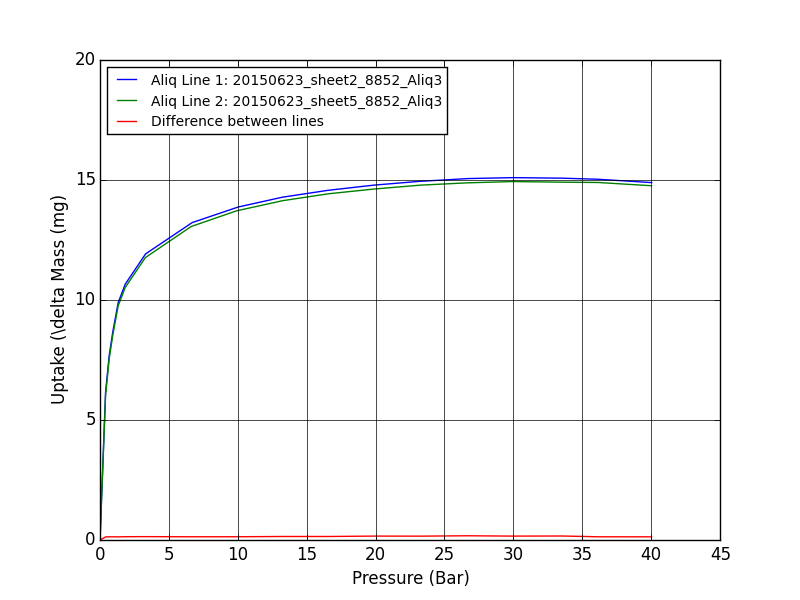 20
15
10
5
0
Uptake (\delta Mass (mg)
Aliq Line 1: 20150623_sheet2_8852_Aliq3
Aliq Line 2: 20150623_sheet5_8852_Aliq3
Difference between lines
0 5 10 15 20 25 30 35 40 45
Pressure (Bar)